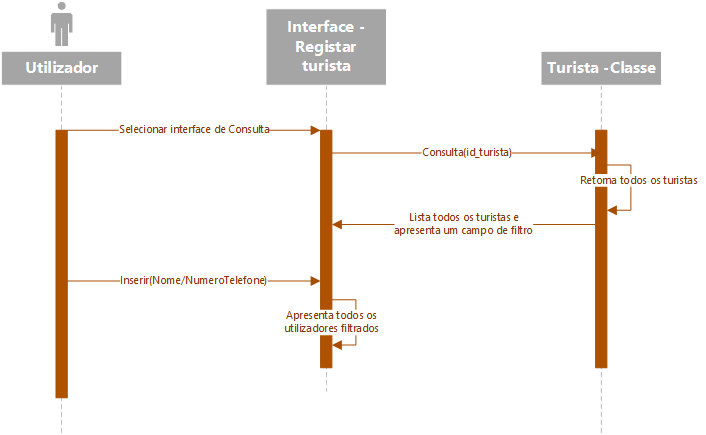 Utilizador
Interface -
Registar
turista
Turista -Classe
Selecionar interface de Consulta
Consulta(id_turista)
Retorna todos os turistas
Lista todos os turistas e
apresenta um campo de filtro
Inserir(Nome/NumeroTelefone)
Apresenta todos os
utilizadores filtrados